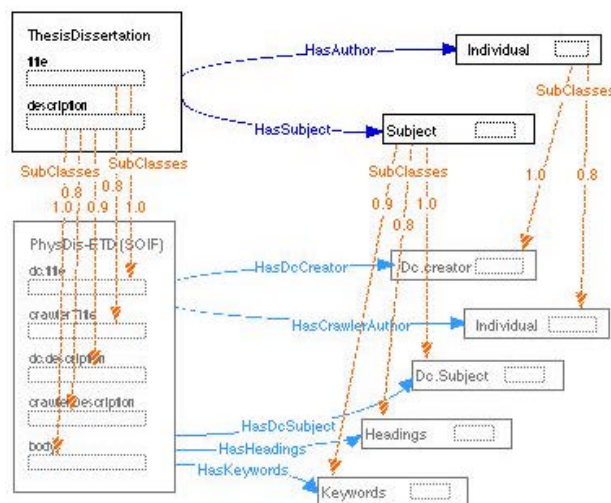 ThesisDissertation
title
description
HasAuthor
Individual
HasSubject
Subject
SubClasses
SubClasses
SubClasses
SubClasses
0.8
0.8
1.0
0.9
1.0
0.9
0.8
1.0
1.0
0.8
PhysDis-ETD (SOIF)
dc.title
crawlerTitle
dc.description
crawlerDescription
body
HasDcCreator
Dc.creator
HasCrawlerAuthor
Individual
Dc.Subject
HasDcSubject
HasHeadings
Headings
HasKeywords
Keywords